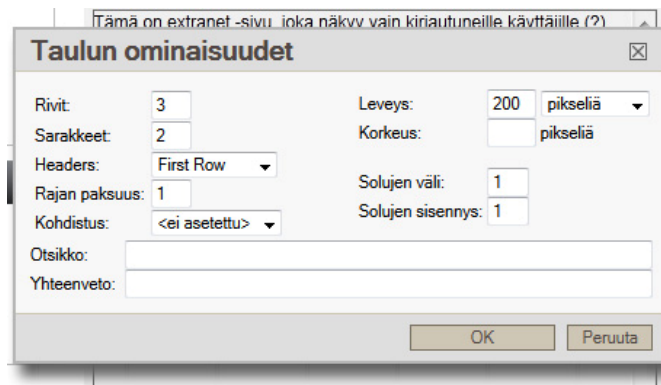 Tämä on extranet -sivu, joka näkyy vain kirjautuneille käyttäjille (?)
Taulun ominaisuudet
Rivit: 3 Leveys: 200 pikseliä
Sarakkeet: 2 Korkeus: pikseliä
Headers: First Row
Rajan paksuus: 1 Solujen väli: 1
Kohdistus: <ei asetettu> Solujen sisennys: 1
Otsikko:
Yhteenveto:
OK Peruuta